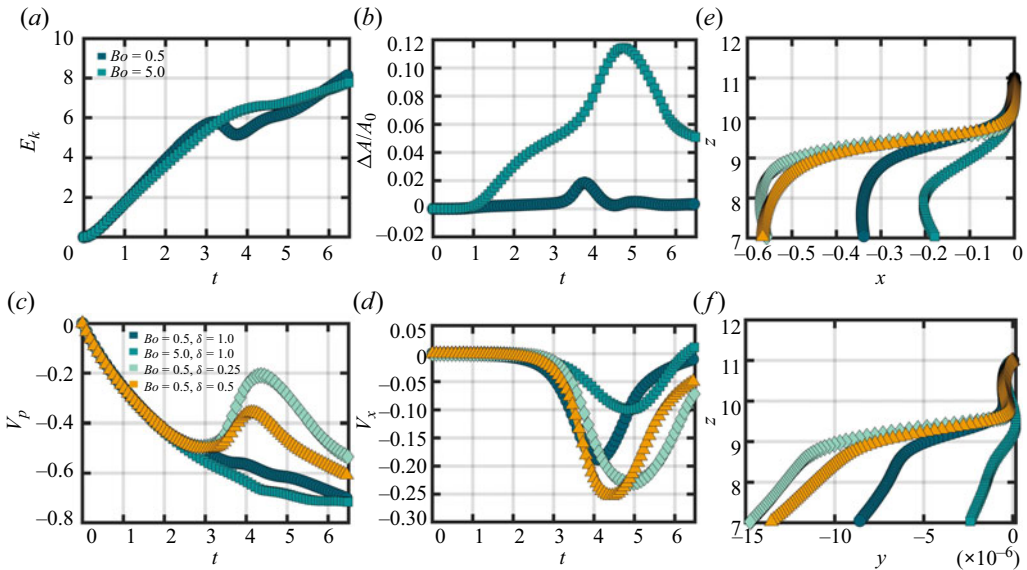 (a)
10
8
6
4
2
0
E_k
Bo = 0.5
Bo = 5.0
1 2 3 4 5 6
t
(b)
0.12
0.10
0.08
0.06
0.04
0.02
0
–0.02
ΔA/A_0
0 1 2 3 4 5 6
t
(e)
12
11
10
9
8
7
z
–0.6 –0.5 –0.4 –0.3 –0.2 –0.1 0
x
(c)
0
–0.2
–0.4
–0.6
–0.8
V_p
Bo = 0.5, δ = 1.0
Bo = 5.0, δ = 1.0
Bo = 0.5, δ = 0.25
Bo = 0.5, δ = 0.5
0 1 2 3 4 5 6
t
(d)
0.05
0
–0.05
–0.10
–0.15
–0.20
–0.25
–0.30
V_x
0 1 2 3 4 5 6
t
(f)
12
11
10
9
8
7
z
–15 –10 –5 0
y (×10⁻⁶)